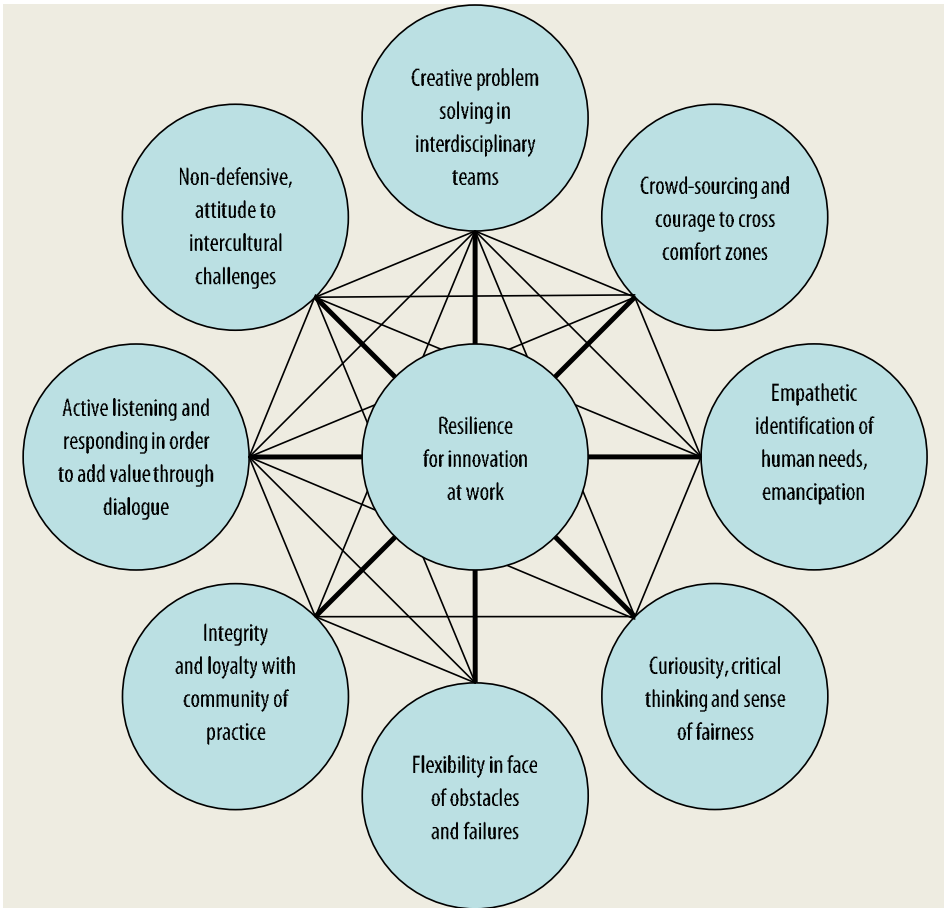 Creative problem
solving in
interdisciplinary
teams
Non-defensive,
attitude to
intercultural
challenges
Crowd-sourcing and
courage to cross
comfort zones
Active listening and
responding in order
to add value through
dialogue
Resilience
for innovation
at work
Empathetic
identification of
human needs,
emancipation
Integrity
and loyalty with
community of
practice
Curiousity, critical
thinking and sense
of fairness
Flexibility in face
of obstacles
and failures